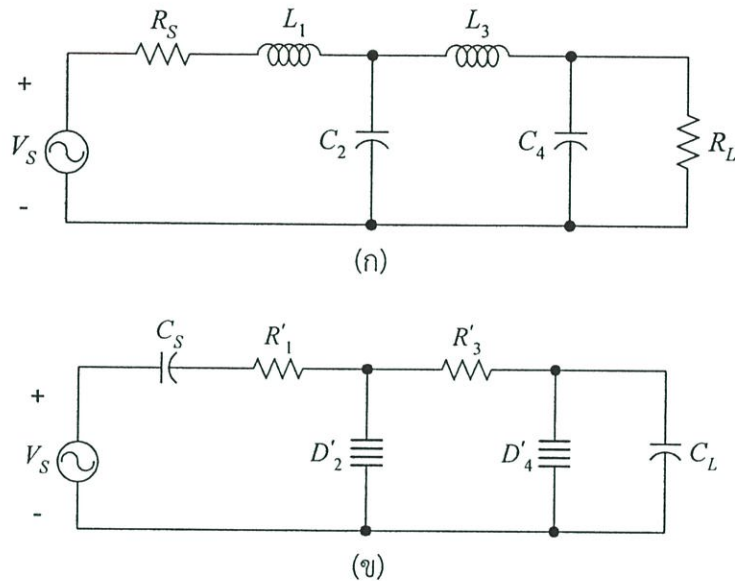 R_S
L_1
L_3
+
V_S
-
C_2
C_4
R_L
(ก)
C_S
R'_1
R'_3
+
V_S
-
D'_2
D'_4
C_L
(ข)